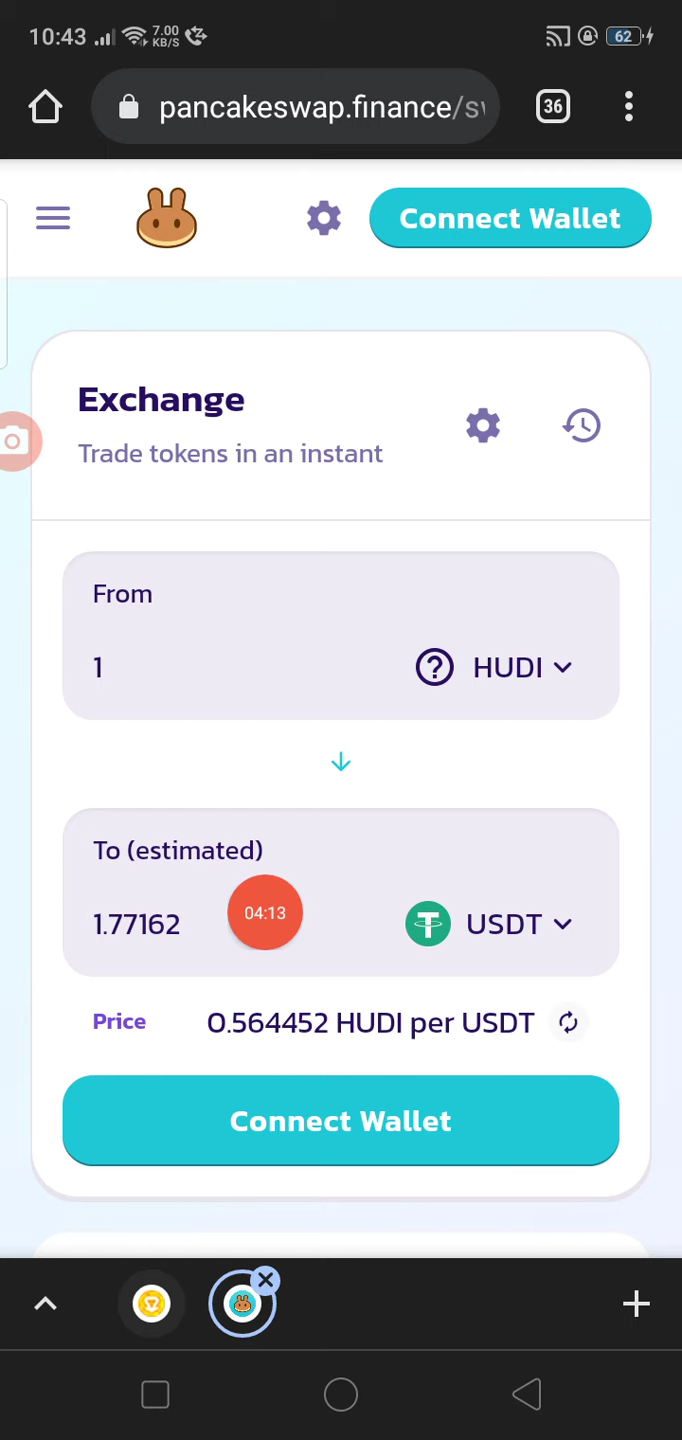 10:43 7.00 KB/S 62
pancakeswap.finance/sw 36
Connect Wallet
Exchange
Trade tokens in an instant
From
1 HUDI
To (estimated)
1.77162 04:13 USDT
Price 0.564452 HUDI per USDT
Connect Wallet